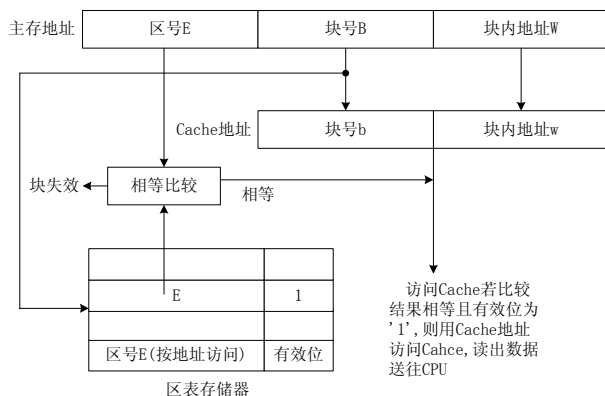 主存地址 区号E 块号B 块内地址W
Cache地址 块号b 块内地址w
块失效 相等比较 相等
E 1
区号E(按地址访问) 有效位
区表存储器
访问Cache若比较
结果相等且有效位为
'1',则用Cache地址
访问Cahce,读出数据
送往CPU